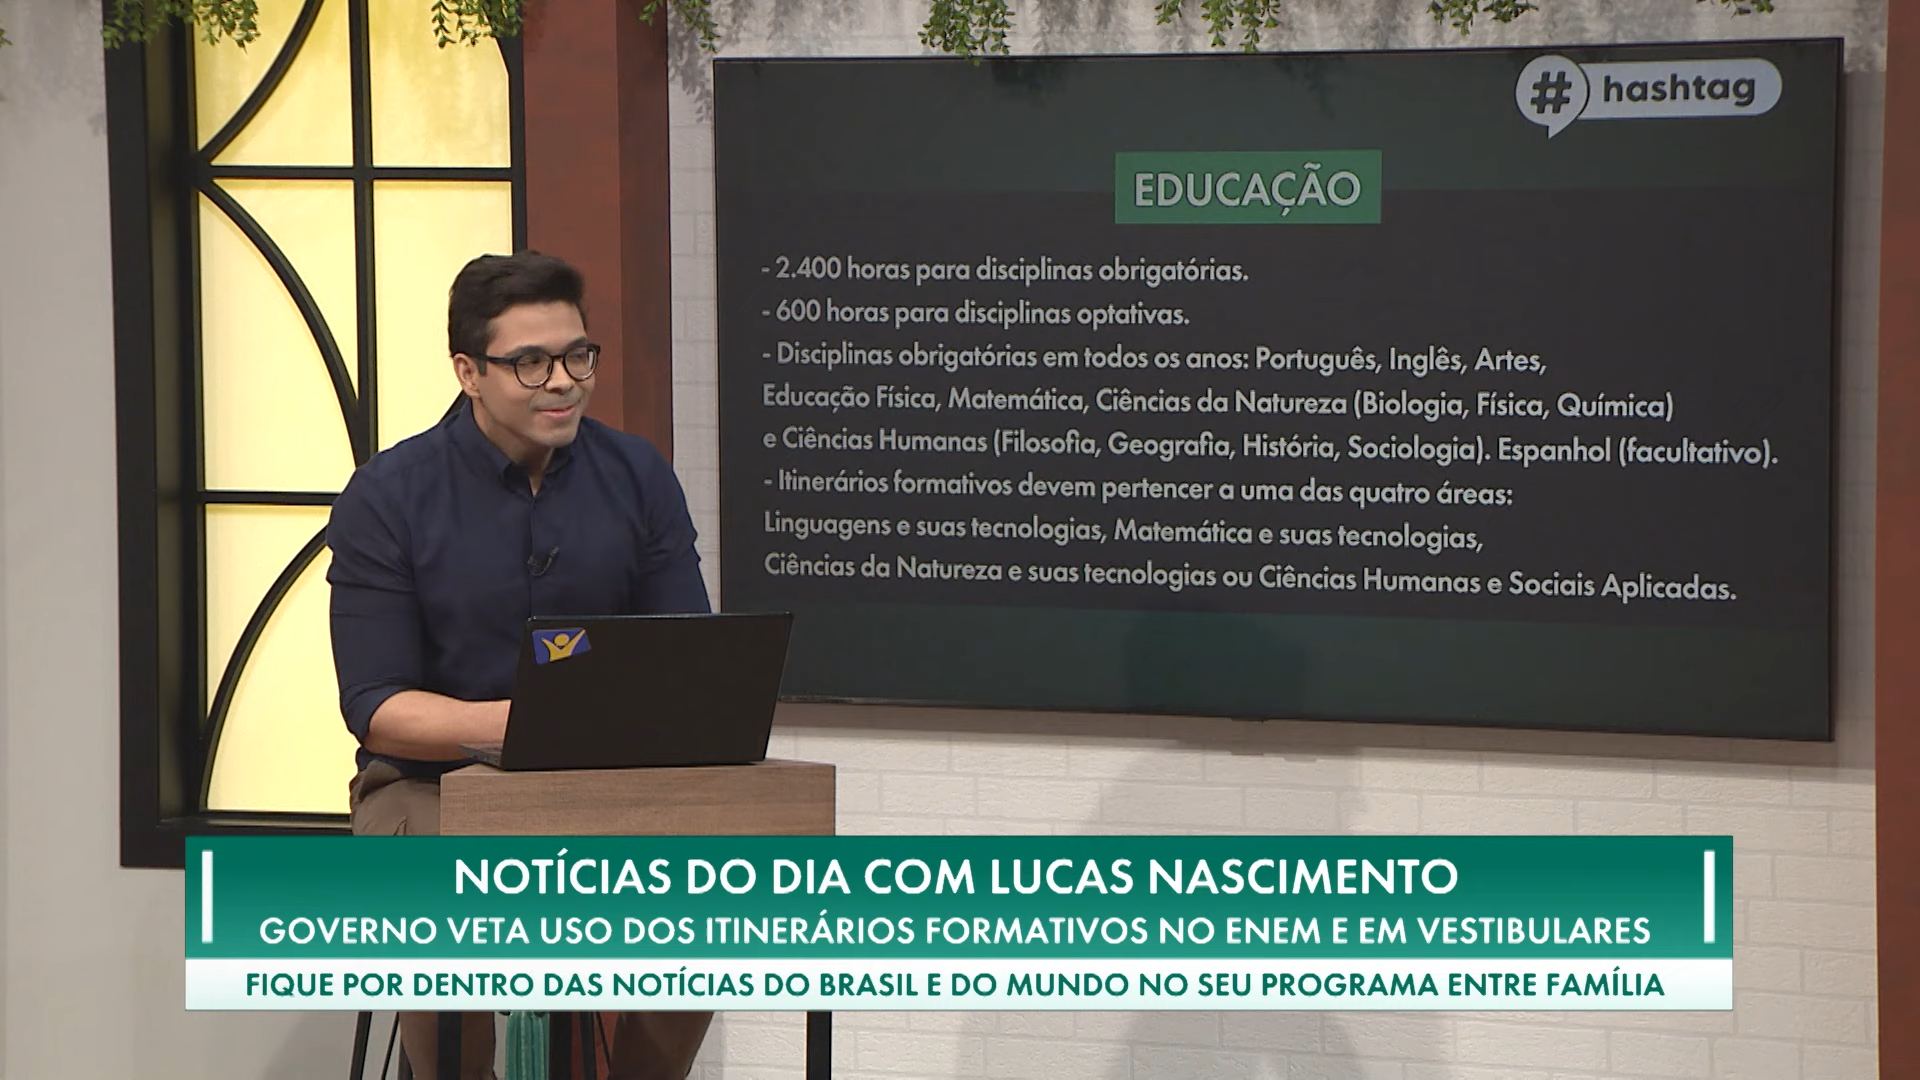 # hashtag
EDUCAÇÃO
- 2.400 horas para disciplinas obrigatórias.
- 600 horas para disciplinas optativas.
- Disciplinas obrigatórias em todos os anos: Português, Inglês, Artes,
Educação Física, Matemática, Ciências da Natureza (Biologia, Física, Química)
e Ciências Humanas (Filosofia, Geografia, História, Sociologia). Espanhol (facultativo).
- Itinerários formativos devem pertencer a uma das quatro áreas:
Linguagens e suas tecnologias, Matemática e suas tecnologias,
Ciências da Natureza e suas tecnologias ou Ciências Humanas e Sociais Aplicadas.
NOTÍCIAS DO DIA COM LUCAS NASCIMENTO
GOVERNO VETA USO DOS ITINERÁRIOS FORMATIVOS NO ENEM E EM VESTIBULARES
FIQUE POR DENTRO DAS NOTÍCIAS DO BRASIL E DO MUNDO NO SEU PROGRAMA ENTRE FAMÍLIA